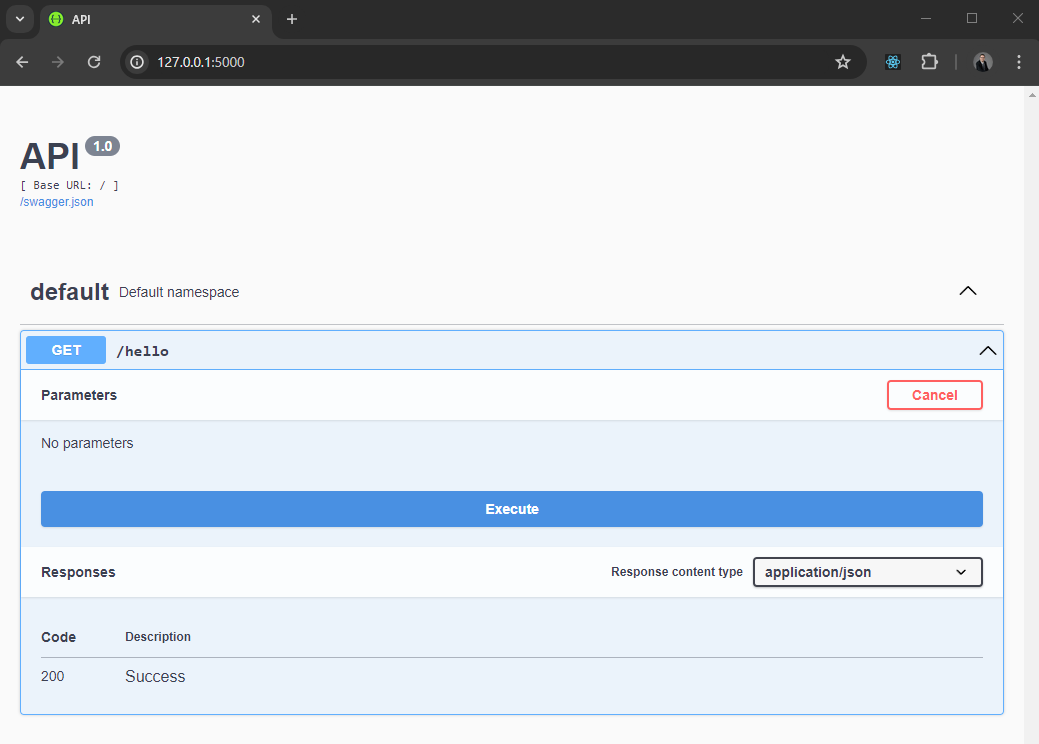 API
127.0.0.1:5000
API 1.0
[ Base URL: / ]
/swagger.json
default Default namespace
GET /hello
Parameters Cancel
No parameters
Execute
Responses Response content type application/json
Code Description
200 Success